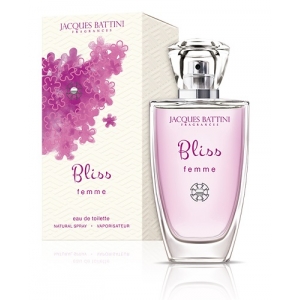 JACQUES BATTINI
FRAGRANCES
Bliss
femme
eau de toilette
NATURAL SPRAY • VAPORISATEUR
JACQUES BATTINI
FRAGRANCES
Bliss
femme